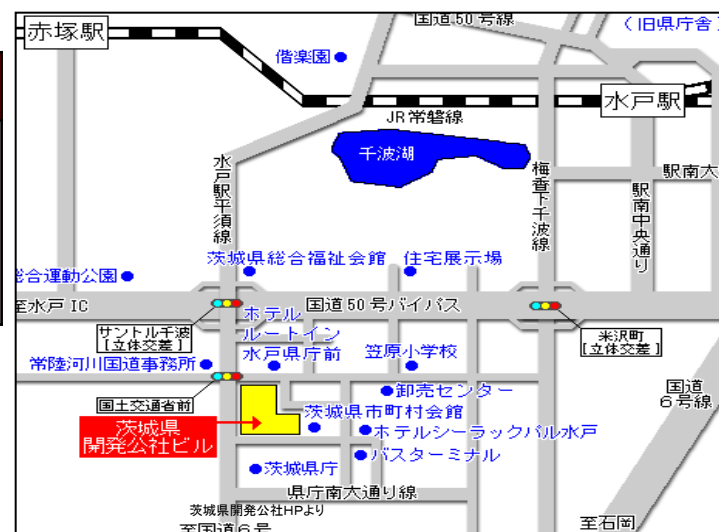 国道50号線
(旧県庁舎)
赤塚駅
偕楽園
水戸駅
JR常磐線
千波湖
水戸駅平須線
梅香下千波線
駅南大
駅南中央通り
茨城県総合福祉会館
住宅展示場
総合運動公園
至水戸IC
国道50号バイパス
ホテル
ルートイン
水戸県庁前
サントル千波
[立体交差]
米沢町
[立体交差]
笠原小学校
常陸河川国道事務所
卸売センター
国道
6号線
国土交通省前
茨城県市町村会館
茨城県
開発公社ビル
ホテルシーラックパル水戸
バスターミナル
茨城県庁
県庁南大通り線
茨城県開発公社HPより
至国道6号
至石岡